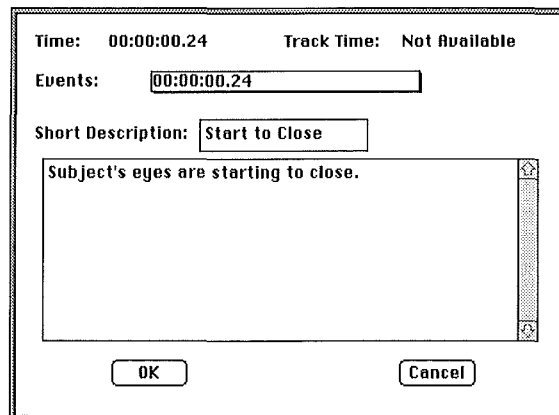 Time: 00:00:00.24 Track Time: Not Available
Events: 00:00:00.24
Short Description: Start to Close
Subject's eyes are starting to close.
OK Cancel